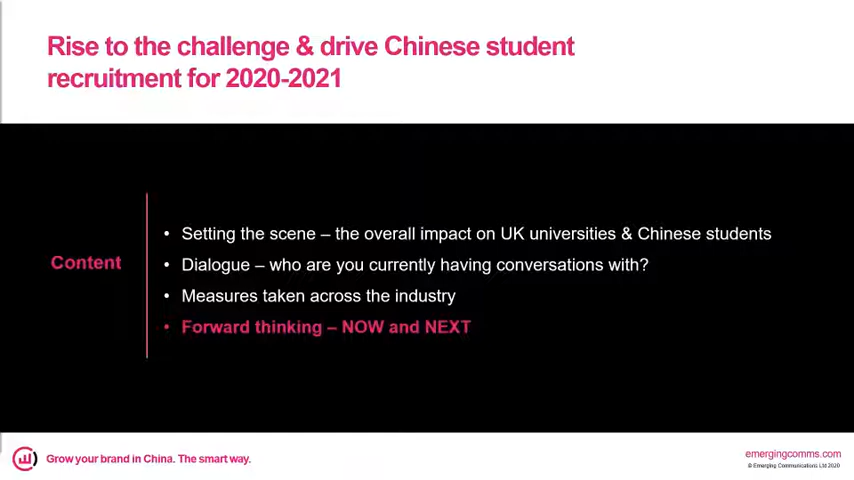 Rise to the challenge & drive Chinese student
recruitment for 2020-2021
Content
• Setting the scene – the overall impact on UK universities & Chinese students
• Dialogue – who are you currently having conversations with?
• Measures taken across the industry
• Forward thinking – NOW and NEXT
Grow your brand in China. The smart way.
emergingcomms.com
© Emerging Communications Ltd 2020